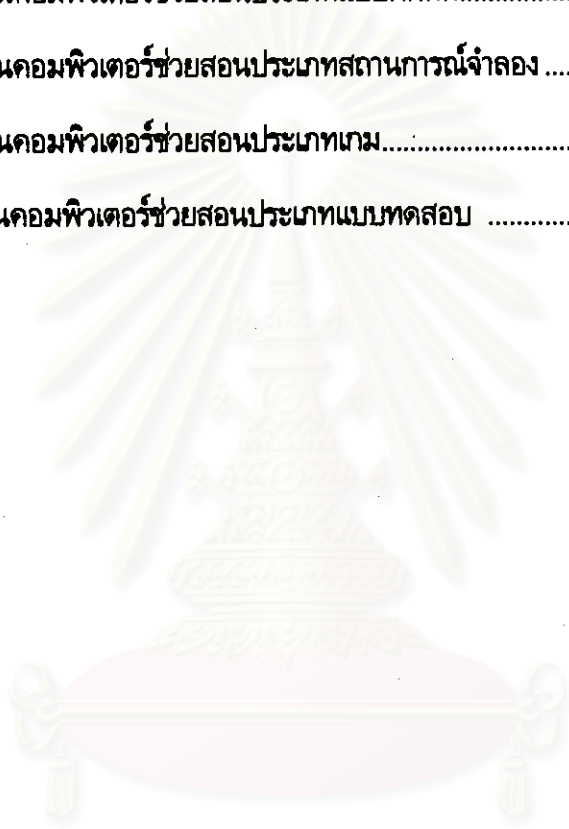 นคอมพิวเตอร์ช่วยสอนประเภทสถานการณ์จำลอง ....
นคอมพิวเตอร์ช่วยสอนประเภทเกม..........................
นคอมพิวเตอร์ช่วยสอนประเภทแบบทดสอบ ............